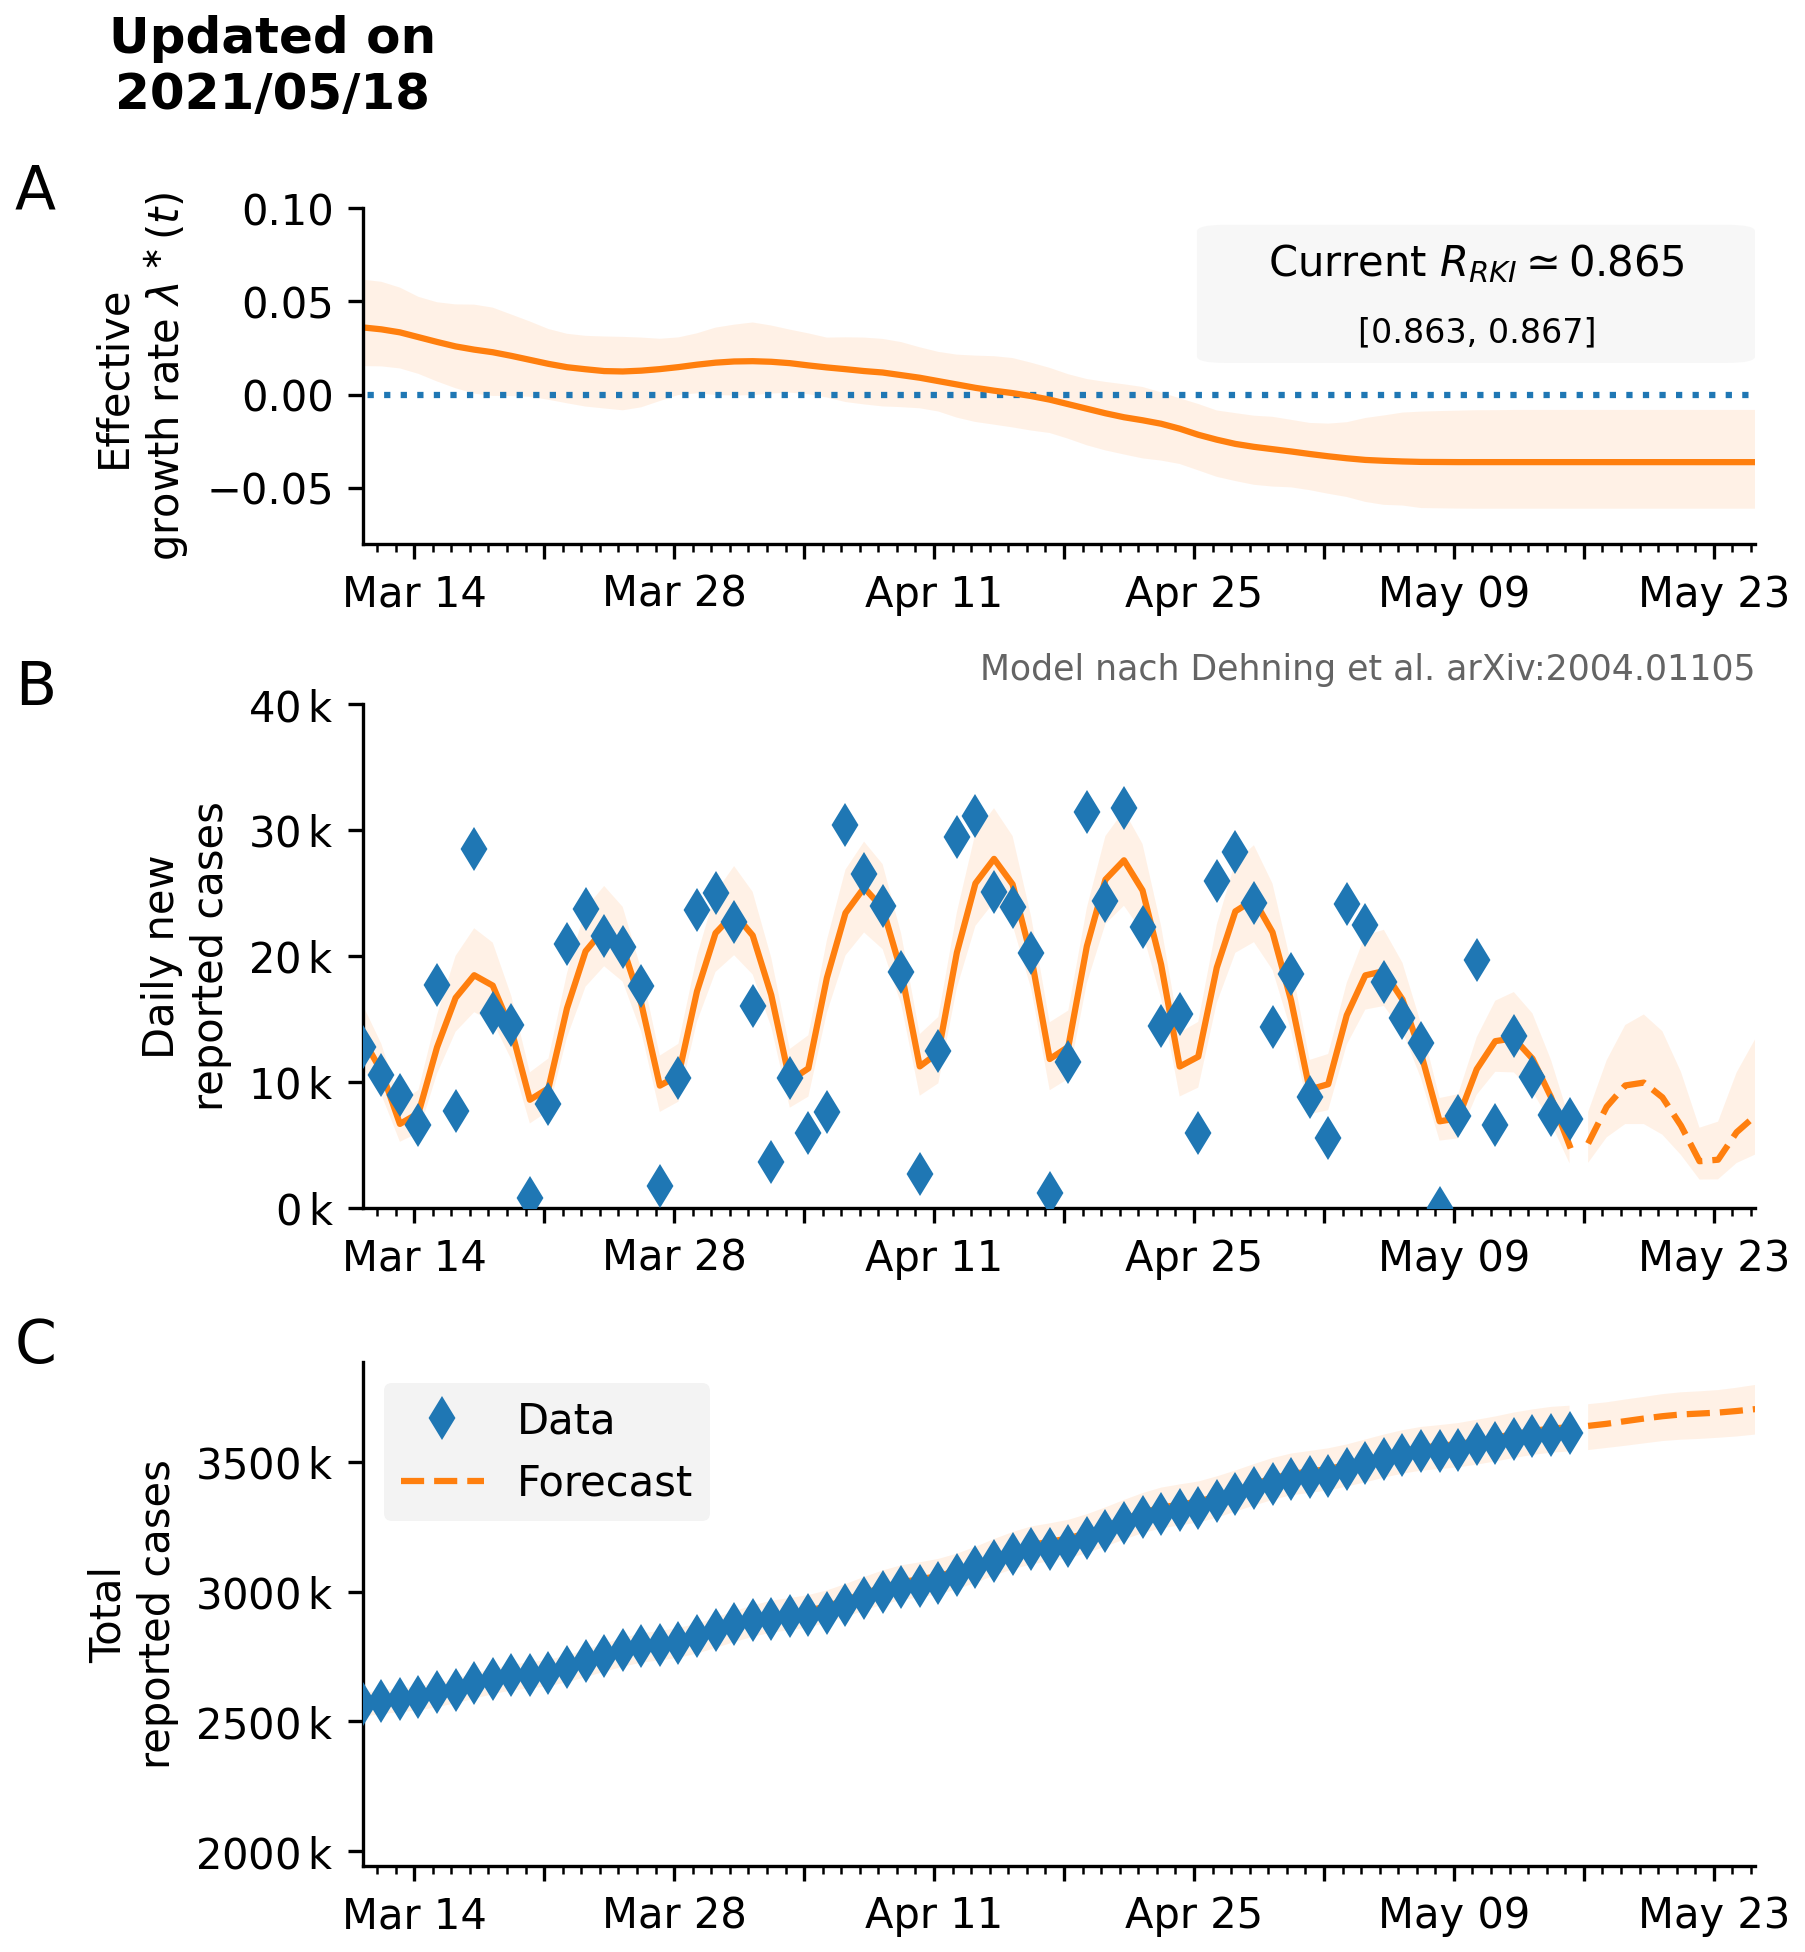 Updated on
2021/05/18
A
Effective
growth rate λ * (t)
0.10
0.05
0.00
−0.05
Current R_RKI ≃ 0.865
[0.863, 0.867]
Mar 14
Mar 28
Apr 11
Apr 25
May 09
May 23
B
Model nach Dehning et al. arXiv:2004.01105
Daily new
reported cases
40 k
30 k
20 k
10 k
0 k
Mar 14
Mar 28
Apr 11
Apr 25
May 09
May 23
C
Total
reported cases
3500 k
3000 k
2500 k
2000 k
Data
Forecast
Mar 14
Mar 28
Apr 11
Apr 25
May 09
May 23